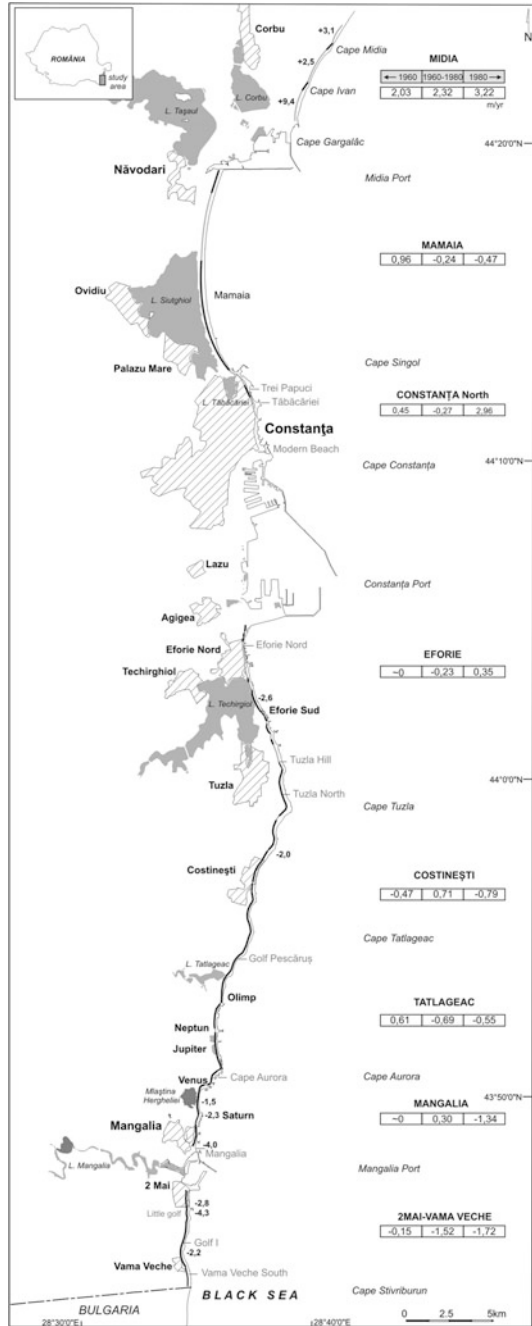 Corbu
ROMÂNIA
study
area
+3,1
Cape Midia
N
+2,5
MIDIA
← 1960 1960-1980 1980 →
2,03 2,32 3,22
m/yr
L. Corbu
Cape Ivan
L. Tașaul
+9,4
Cape Gargalâc
44°20'0"N
Năvodari
Midia Port
MAMAIA
0,96 -0,24 -0,47
Ovidiu
L. Siutghiol
Mamaia
Palazu Mare
Cape Singol
L. Tăbăcăriei
Trei Papuci
Tăbăcăriei
CONSTANȚA North
0,45 -0,27 2,96
Constanţa
Modern Beach
Cape Constanța
44°10'0"N
Lazu
Constanța Port
Agigea
Eforie Nord
Eforie Nord
EFORIE
~0 -0,23 0,35
Techirghiol
L. Techirgiol
-2,6
Eforie Sud
Tuzla Hill
44°0'0"N
Tuzla
Tuzla North
Cape Tuzla
-2,0
Costineşti
COSTINEȘTI
-0,47 0,71 -0,79
Cape Tatlageac
L. Tatlageac
Golf Pescăruș
Olimp
TATLAGEAC
0,61 -0,69 -0,55
Neptun
Jupiter
Venus
Cape Aurora
Cape Aurora
Mlaștina
Hergheliei
-1,5
43°50'0"N
MANGALIA
~0 0,30 -1,34
-2,3
Saturn
Mangalia
-4,0
Mangalia
L. Mangalia
Mangalia Port
2 Mai
-2,8
Little golf
-4,3
2MAI-VAMA VECHE
-0,15 -1,52 -1,72
Golf I
-2,2
Vama Veche
Vama Veche South
BLACK SEA
Cape Stivriburun
BULGARIA
0 2.5 5km
28°30'0"E
28°40'0"E